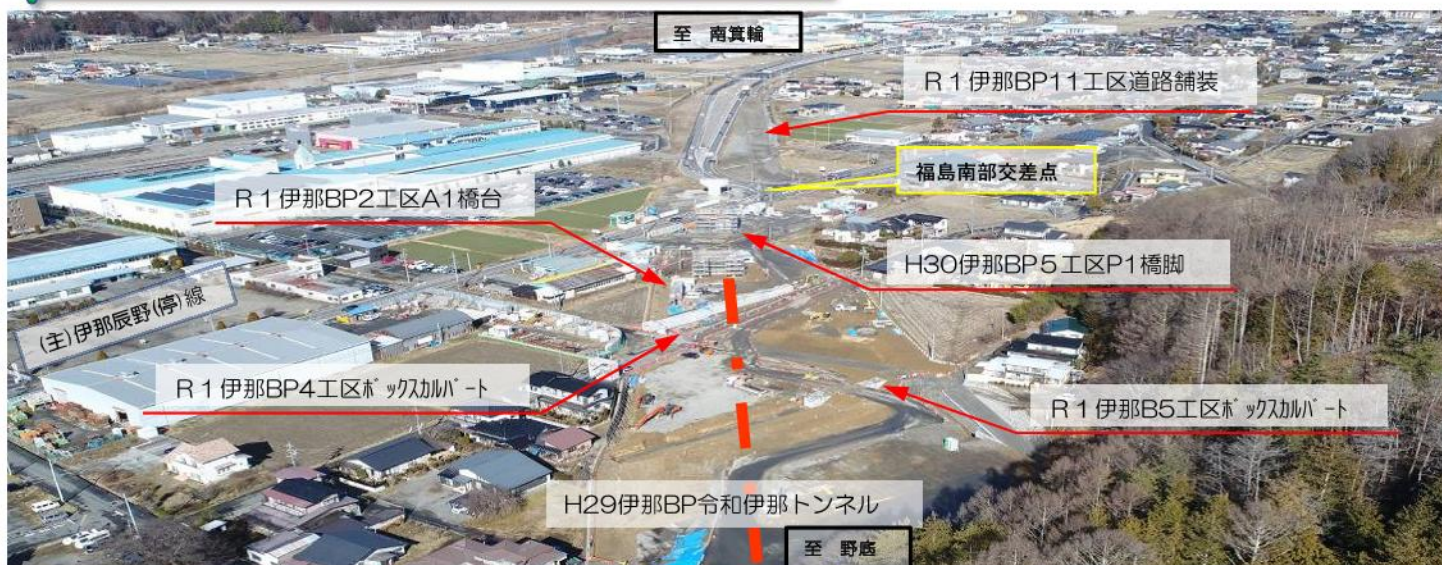 至 南箕輪
R1伊那BP11工区道路舗装
福島南部交差点
R1伊那BP2工区A1橋台
H30伊那BP5工区P1橋脚
(主)伊那辰野(停)線
R1伊那BP4工区ﾎﾞックスカルバート
R1伊那B5工区ﾎﾞックスカルバート
H29伊那BP令和伊那トンネル
至 野底